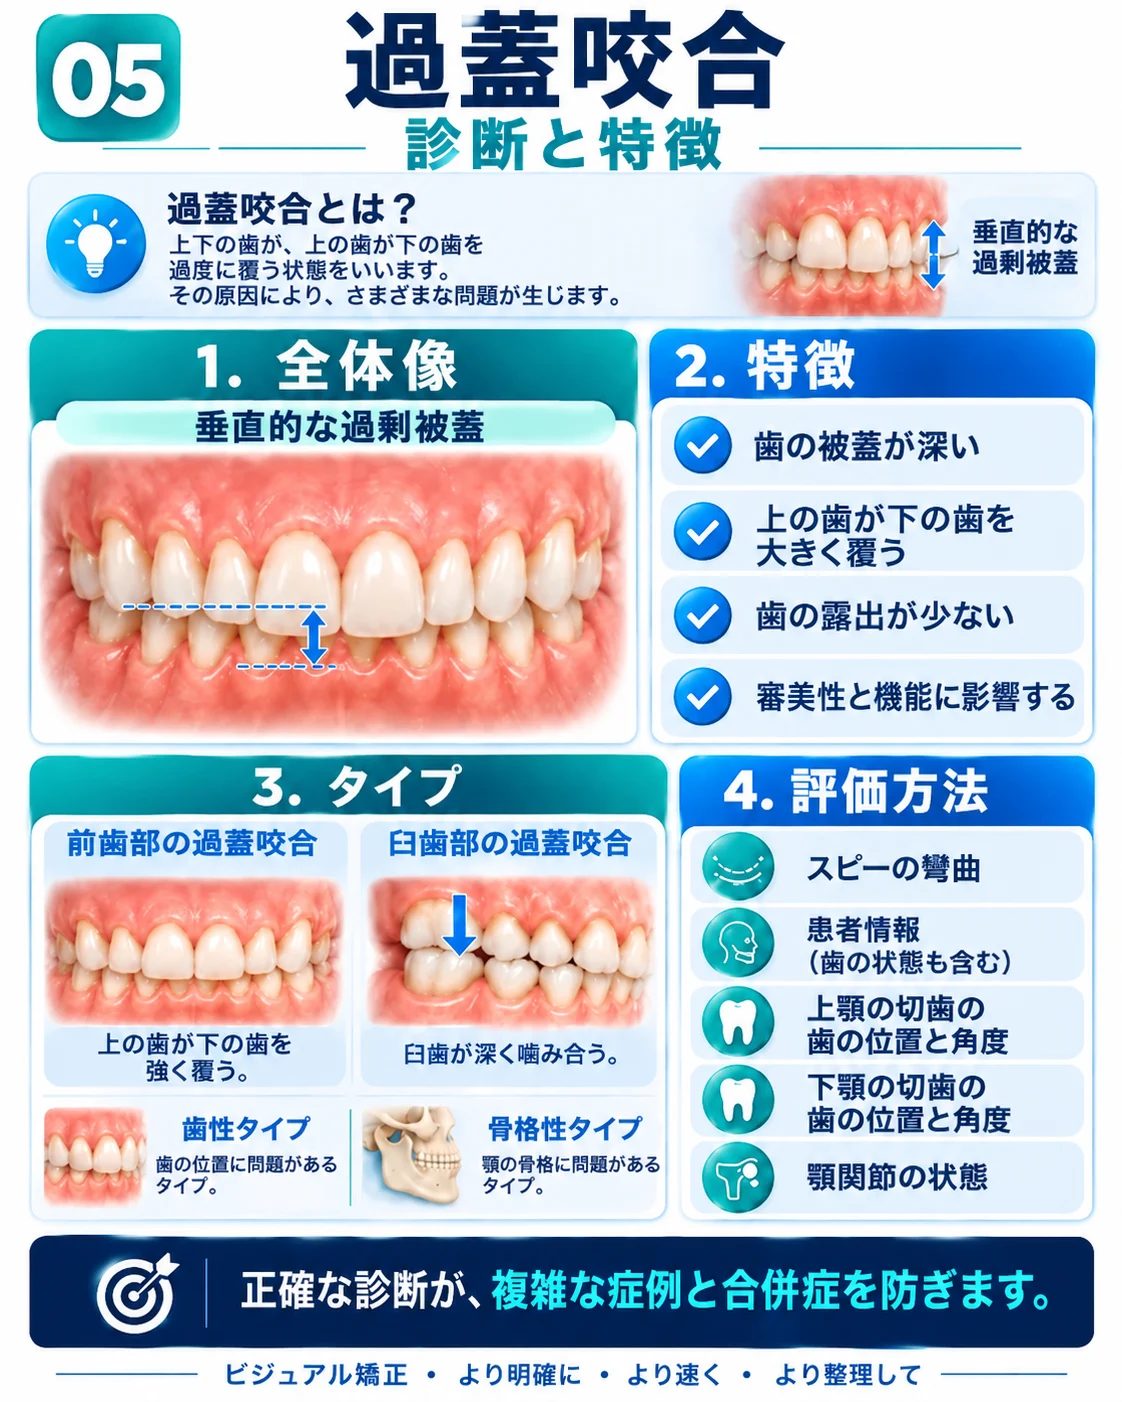 05
過蓋咬合
診断と特徴
過蓋咬合とは？
上下の歯が、上の歯が下の歯を
過度に覆う状態をいいます。
その原因により、さまざまな問題が生じます。
垂直的な
過剰被蓋
1. 全体像
垂直的な過剰被蓋
2. 特徴
歯の被蓋が深い
上の歯が下の歯を
大きく覆う
歯の露出が少ない
審美性と機能に影響する
3. タイプ
前歯部の過蓋咬合
上の歯が下の歯を
強く覆う。
臼歯部の過蓋咬合
臼歯が深く噛み合う。
歯性タイプ
歯の位置に問題がある
タイプ。
骨格性タイプ
顎の骨格に問題がある
タイプ。
4. 評価方法
スピーの彎曲
患者情報
（歯の状態も含む）
上顎の切歯の
歯の位置と角度
下顎の切歯の
歯の位置と角度
顎関節の状態
正確な診断が、複雑な症例と合併症を防ぎます。
ビジュアル矯正 • より明確に • より速く • より整理して